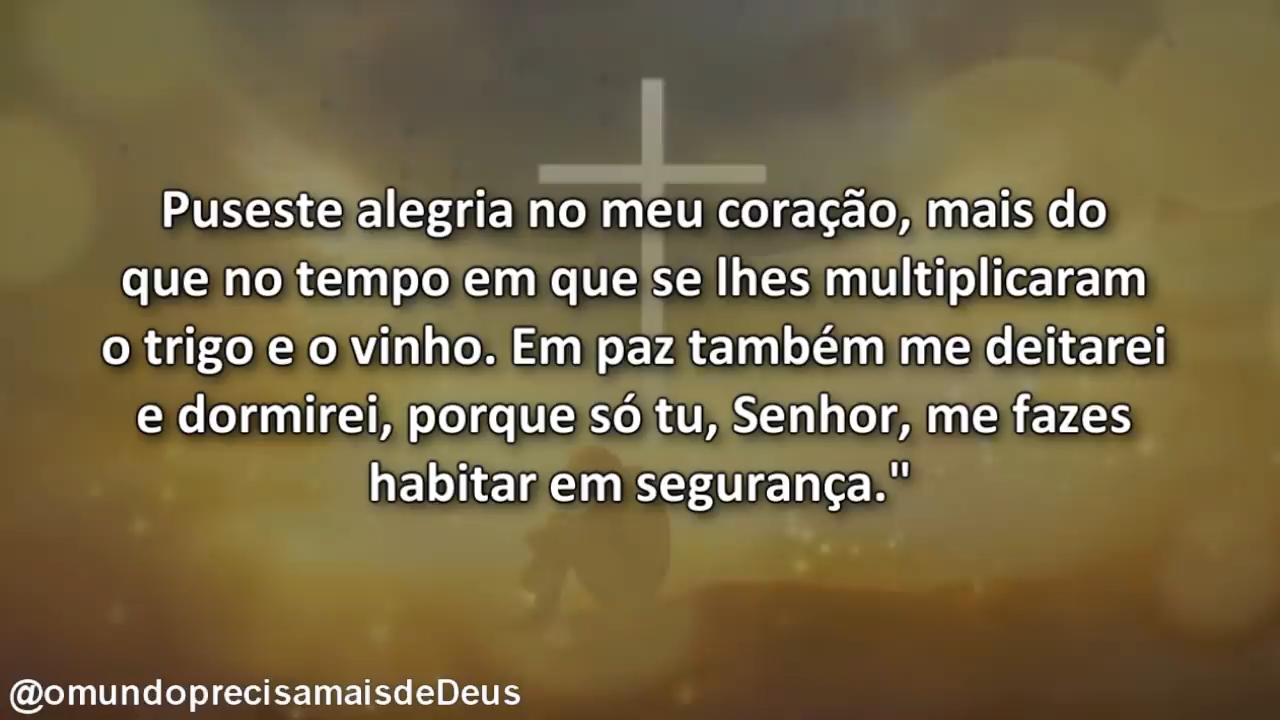 Puseste alegria no meu coração, mais do
que no tempo em que se lhes multiplicaram
o trigo e o vinho. Em paz também me deitarei
e dormirei, porque só tu, Senhor, me fazes
habitar em segurança."
@omundoprecisamaisdeDeus